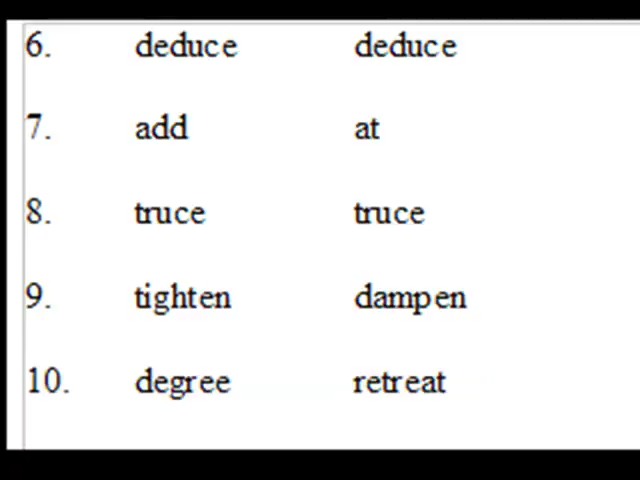 6. deduce deduce
7. add at
8. truce truce
9. tighten dampen
10. degree retreat